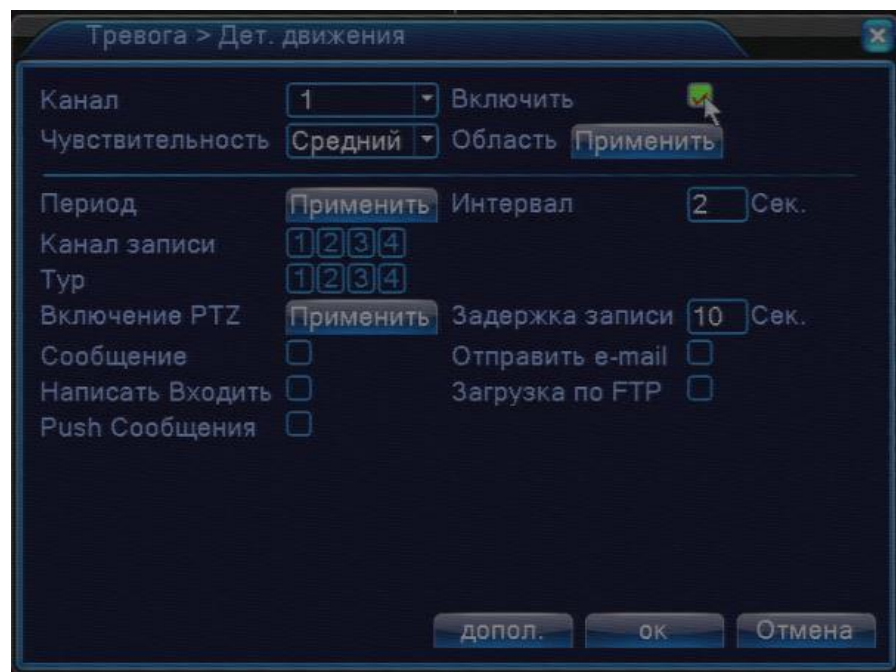 Тревога > Дет. движения
Канал 1 Включить
Чувствительность Средний Область Применить
Период Применить Интервал 2 Сек.
Канал записи 1 2 3 4
Тур 1 2 3 4
Включение PTZ Применить Задержка записи 10 Сек.
Сообщение Отправить e-mail
Написать Входить Загрузка по FTP
Push Сообщения
допол. ок Отмена